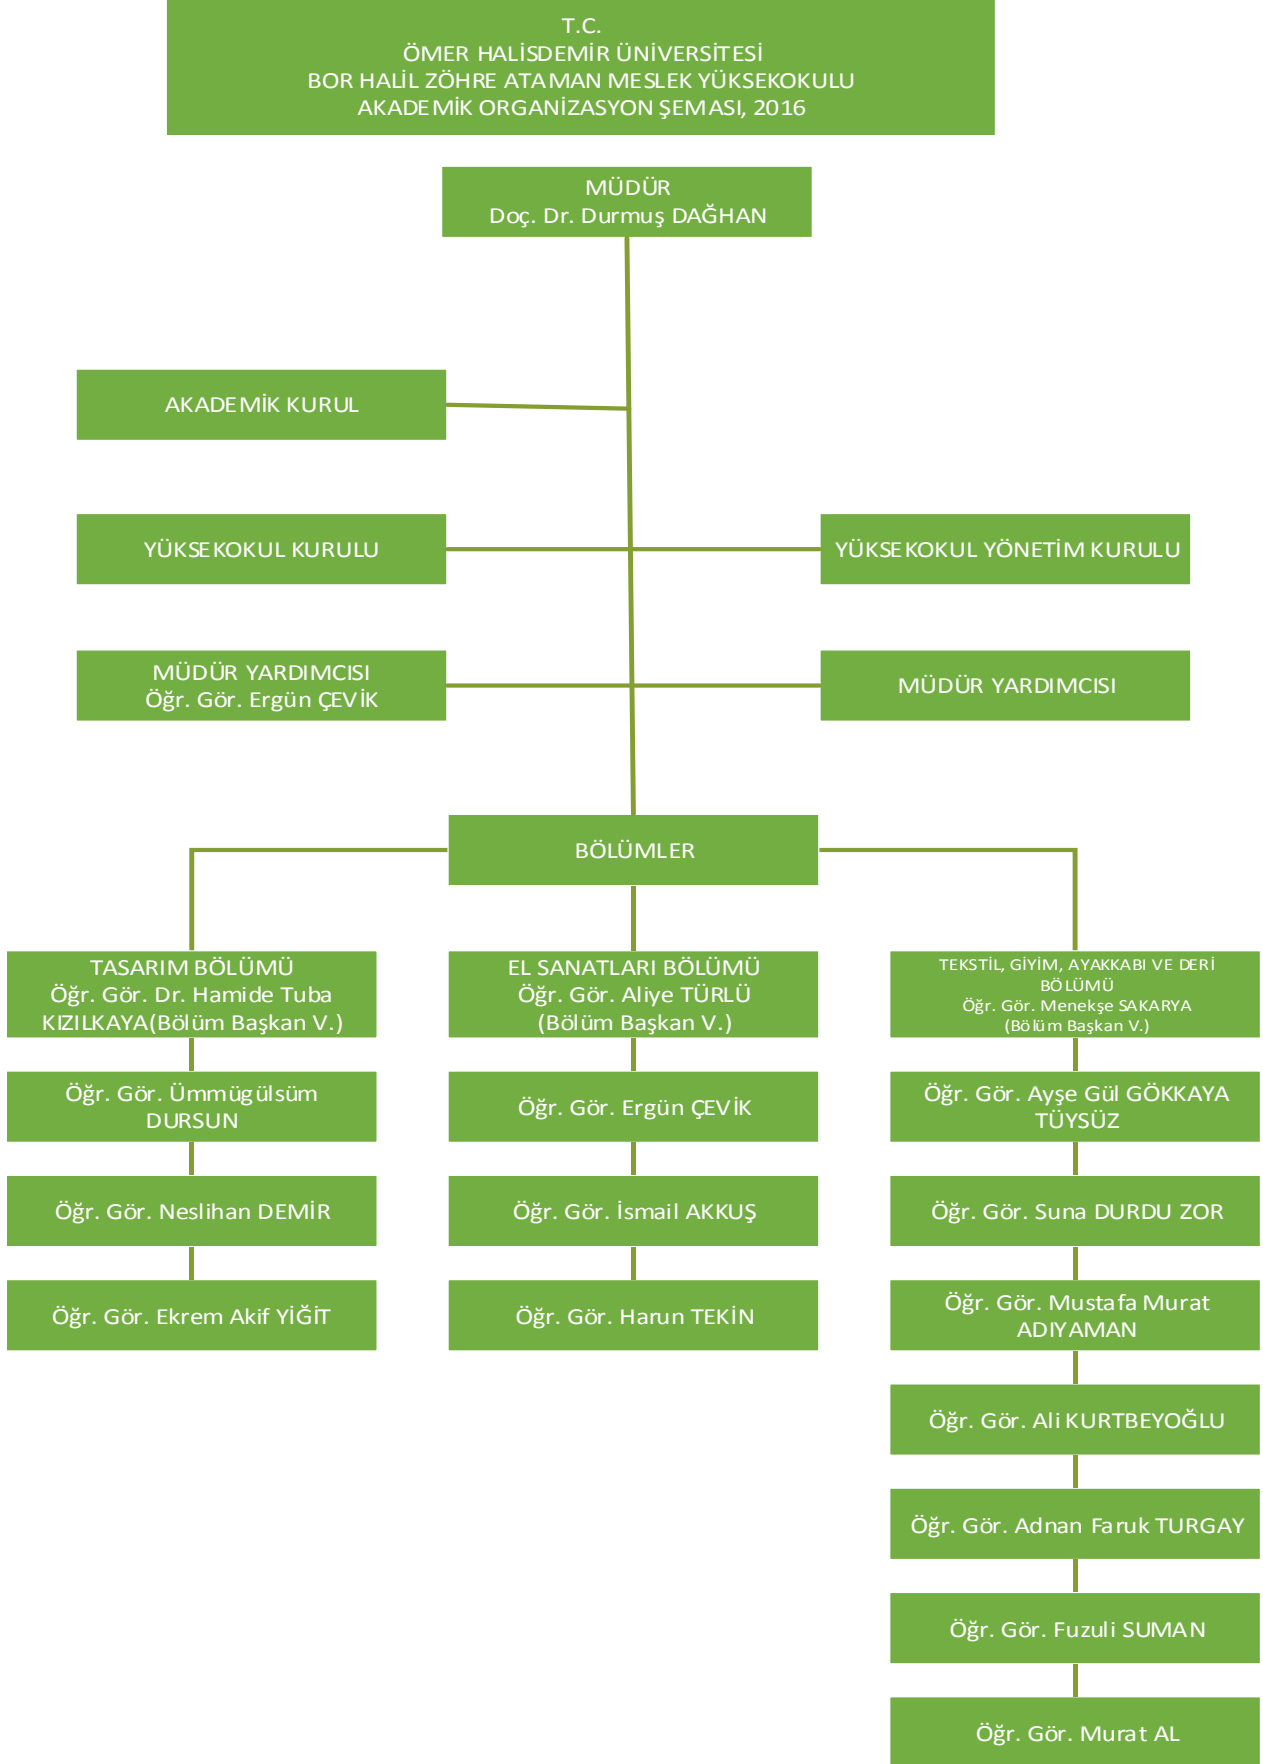 T.C.
ÖMER HALİSDEMİR ÜNİVERSİTESİ
BOR HALİL ZÖHRE ATAMAN MESLEK YÜKSEKOKULU
AKADEMİK ORGANİZASYON ŞEMASI, 2016
MÜDÜR
Doç. Dr. Durmuş DAĞHAN
AKADEMİK KURUL
YÜKSEKOKUL KURULU
YÜKSEKOKUL YÖNETİM KURULU
MÜDÜR YARDIMCISI
Öğr. Gör. Ergün ÇEVİK
MÜDÜR YARDIMCISI
BÖLÜMLER
TASARIM BÖLÜMÜ
Öğr. Gör. Dr. Hamide Tuba
KIZILKAYA(Bölüm Başkan V.)
EL SANATLARI BÖLÜMÜ
Öğr. Gör. Aliye TÜRLÜ
(Bölüm Başkan V.)
TEKSTİL, GİYİM, AYAKKABI VE DERİ
BÖLÜMÜ
Öğr. Gör. Menekşe SAKARYA
(Bölüm Başkan V.)
Öğr. Gör. Ümmügülsüm
DURSUN
Öğr. Gör. Ergün ÇEVİK
Öğr. Gör. Ayşe Gül GÖKKAYA
TÜYSÜZ
Öğr. Gör. Neslihan DEMİR
Öğr. Gör. İsmail AKKUŞ
Öğr. Gör. Suna DURDU ZOR
Öğr. Gör. Ekrem Akif YİĞİT
Öğr. Gör. Harun TEKİN
Öğr. Gör. Mustafa Murat
ADIYAMAN
Öğr. Gör. Ali KURTBEYOĞLU
Öğr. Gör. Adnan Faruk TURGAY
Öğr. Gör. Fuzuli SUMAN
Öğr. Gör. Murat AL